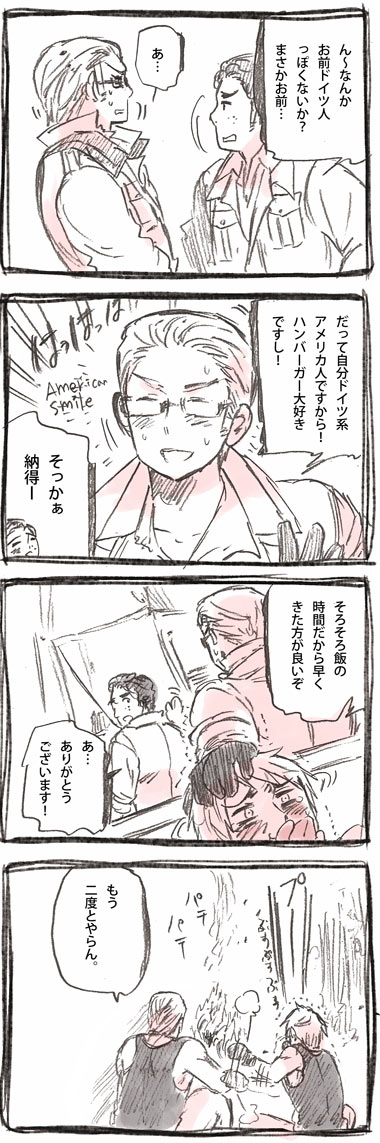 ん〜なんか
お前ドイツ人
っぽくないか？
まさかお前…
あ…
だって自分ドイツ系
アメリカ人ですから！
ハンバーガー大好き
ですし！
はっはっは
American
smile
そっかぁ
納得ー
そろそろ飯の
時間だから早く
きた方が良いぞ
あ…
ありがとう
ございます！
もう
二度とやらん。
パチ
パチ